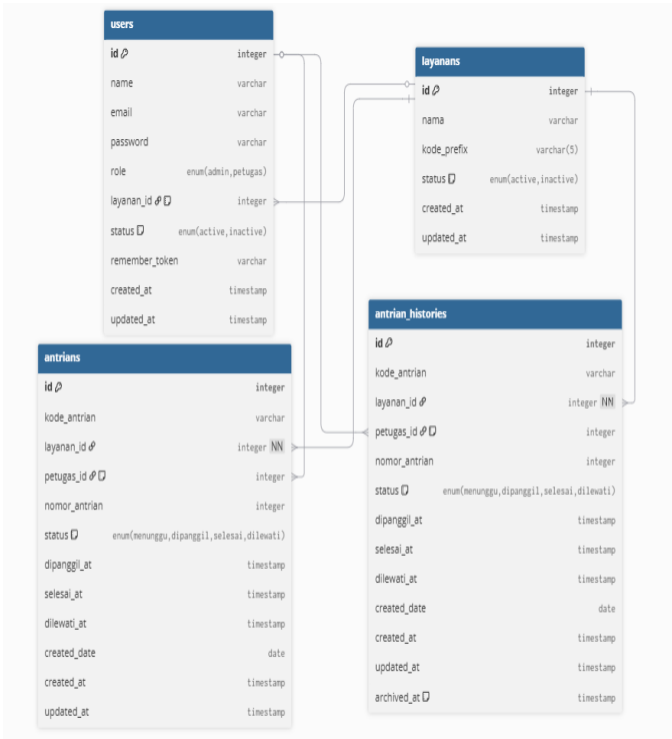 users
id integer
name varchar
email varchar
password varchar
role enum(admin,petugas)
layanan_id integer
status enum(active,inactive)
remember_token varchar
created_at timestamp
updated_at timestamp
layanans
id integer
nama varchar
kode_prefix varchar(5)
status enum(active,inactive)
created_at timestamp
updated_at timestamp
antrians
id integer
kode_antrian varchar
layanan_id integer NN
petugas_id integer
nomor_antrian integer
status enum(menunggu,dipanggil,selesai,dilewati)
dipanggil_at timestamp
selesai_at timestamp
dilewati_at timestamp
created_date date
created_at timestamp
updated_at timestamp
antrian_histories
id integer
kode_antrian varchar
layanan_id integer NN
petugas_id integer
nomor_antrian integer
status enum(menunggu,dipanggil,selesai,dilewati)
dipanggil_at timestamp
selesai_at timestamp
dilewati_at timestamp
created_date date
created_at timestamp
updated_at timestamp
archived_at timestamp